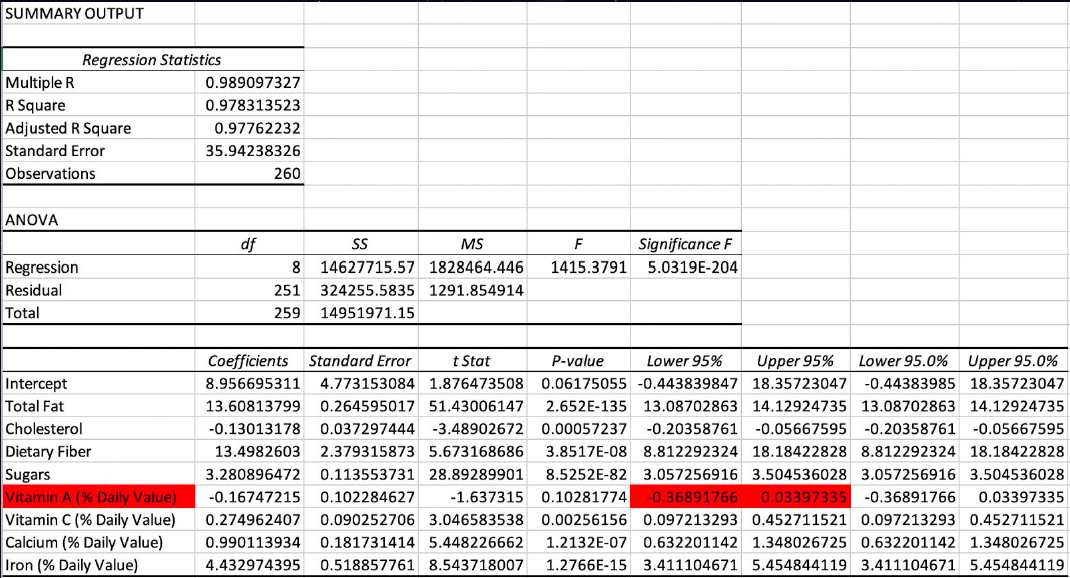 SUMMARY OUTPUT
Regression Statistics
Multiple R 0.989097327
R Square 0.978313523
Adjusted R Square 0.97762232
Standard Error 35.94238326
Observations 260
ANOVA
df SS MS F Significance F
Regression 8 14627715.57 1828464.446 1415.3791 5.0319E-204
Residual 251 324255.5835 1291.854914
Total 259 14951971.15
Coefficients Standard Error t Stat P-value Lower 95% Upper 95% Lower 95.0% Upper 95.0%
Intercept 8.956695311 4.773153084 1.876473508 0.06175055 -0.443839847 18.35723047 -0.44383985 18.35723047
Total Fat 13.60813799 0.264595017 51.43006147 2.652E-135 13.08702863 14.12924735 13.08702863 14.12924735
Cholesterol -0.13013178 0.037297444 -3.48902672 0.00057237 -0.20358761 -0.05667595 -0.20358761 -0.05667595
Dietary Fiber 13.4982603 2.379315873 5.673168686 3.8517E-08 8.812292324 18.18422828 8.812292324 18.18422828
Sugars 3.280896472 0.113553731 28.89289901 8.5252E-82 3.057256916 3.504536028 3.057256916 3.504536028
Vitamin A (% Daily Value) -0.16747215 0.102284627 -1.637315 0.10281774 -0.36891766 0.03397335 -0.36891766 0.03397335
Vitamin C (% Daily Value) 0.274962407 0.090252706 3.046583538 0.00256156 0.097213293 0.452711521 0.097213293 0.452711521
Calcium (% Daily Value) 0.990113934 0.181731414 5.448226662 1.2132E-07 0.632201142 1.348026725 0.632201142 1.348026725
Iron (% Daily Value) 4.432974395 0.518857761 8.543718007 1.2766E-15 3.411104671 5.454844119 3.411104671 5.454844119